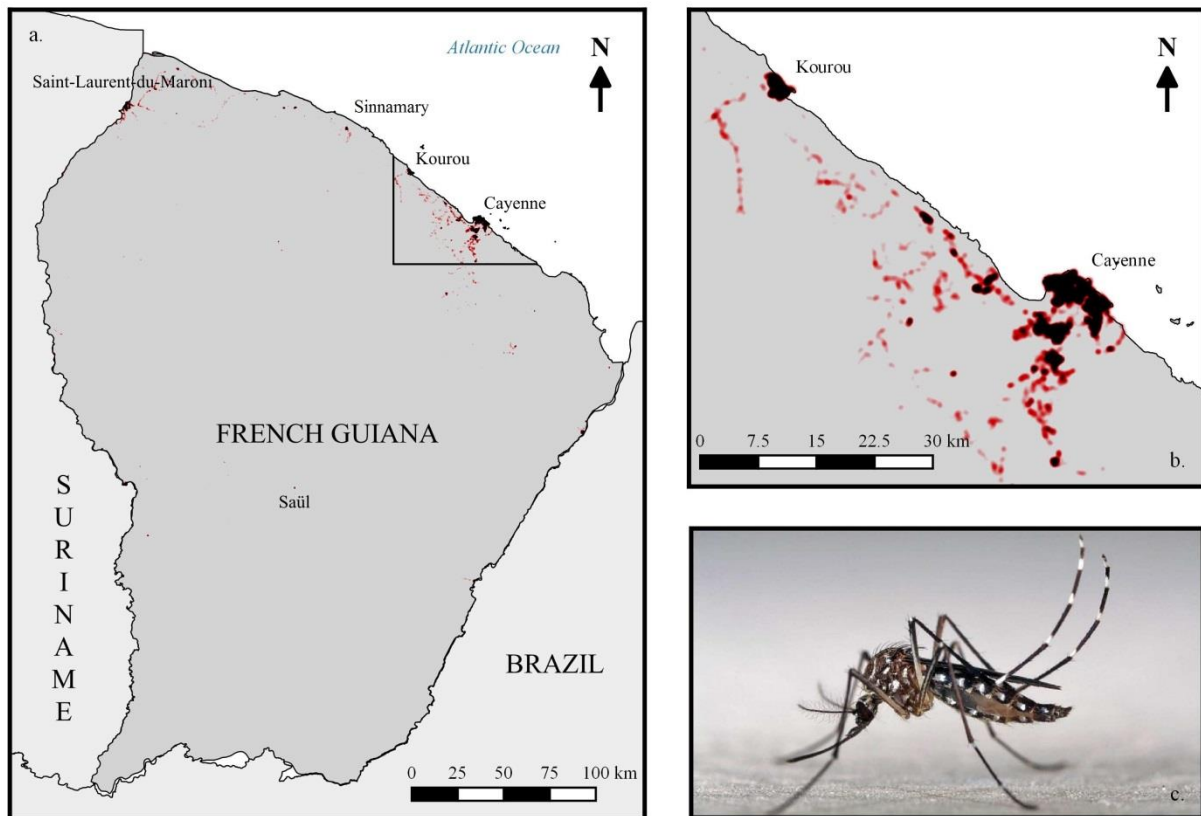 a.
Atlantic Ocean
N
Saint-Laurent-du-Maroni
Sinnamary
Kourou
Cayenne
FRENCH GUIANA
Saül
SURINAME
BRAZIL
0 25 50 75 100 km
N
Kourou
Cayenne
0 7.5 15 22.5 30 km
b.
c.